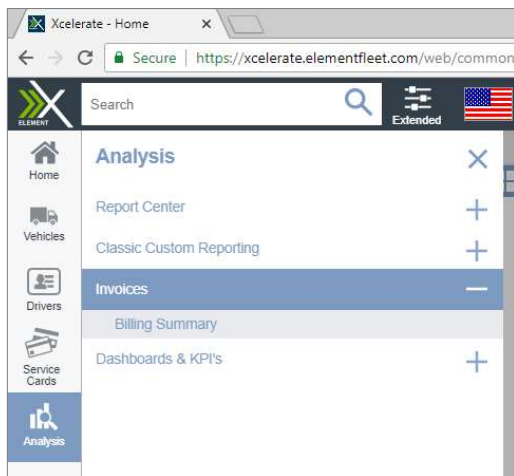 Xcelerate - Home
Secure | https://xcelerate.elementfleet.com/web/common
ELEMENT
Search
Extended
Home
Vehicles
Drivers
Service
Cards
Analysis
Analysis
Report Center
Classic Custom Reporting
Invoices
Billing Summary
Dashboards & KPI's